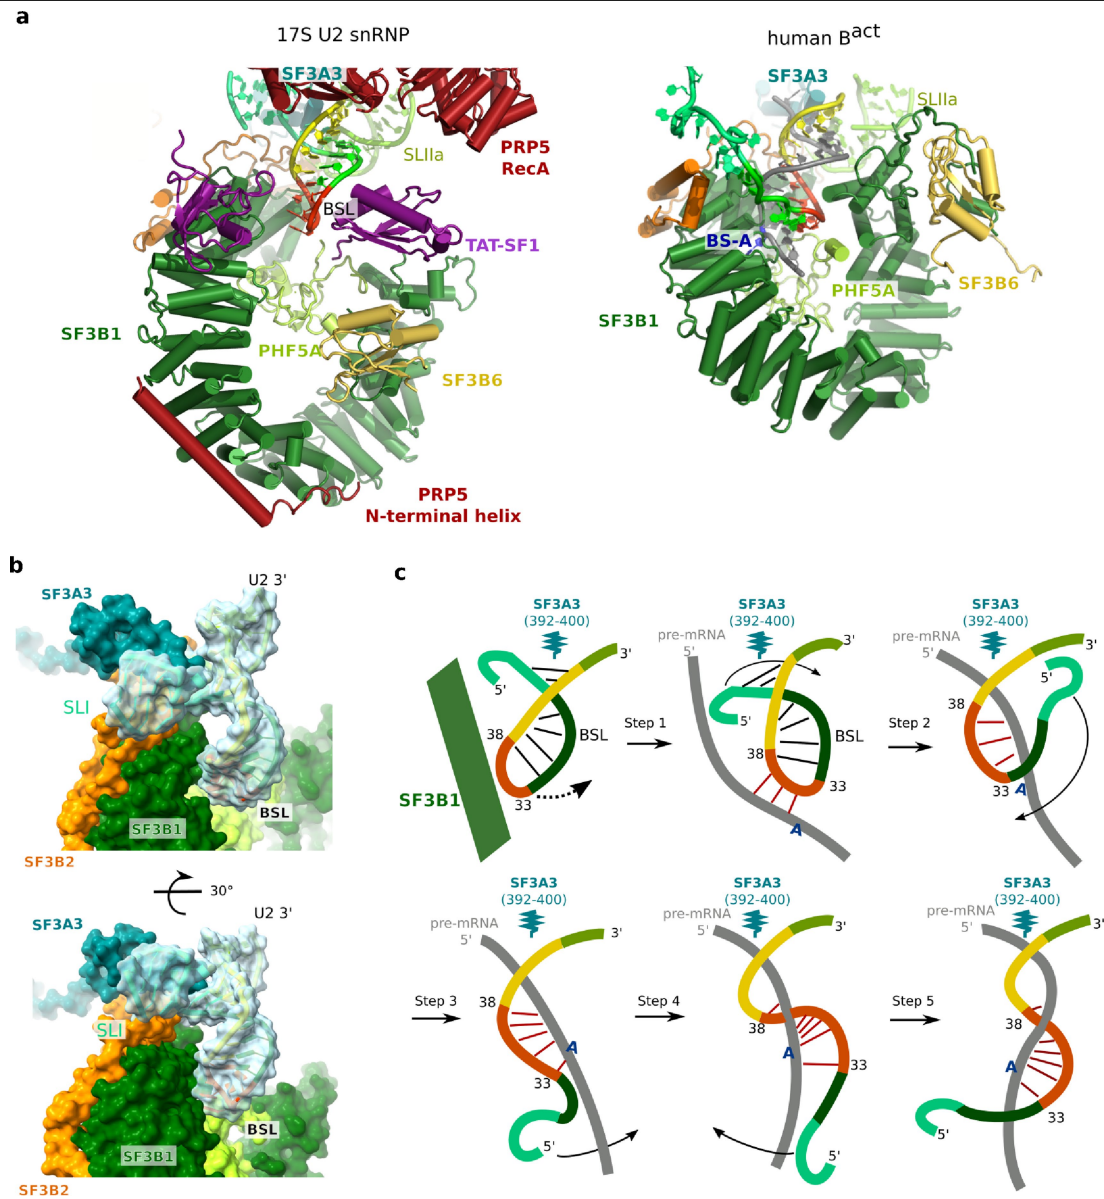 a
17S U2 snRNP
human Bact
SF3A3
SLIIa
PRP5
RecA
BSL
TAT-SF1
SF3B1
PHF5A
SF3B6
PRP5
N-terminal helix
SF3A3
SLIIa
BS-A
PHF5A
SF3B6
SF3B1
b
U2 3'
SF3A3
SLI
BSL
SF3B1
SF3B2
30°
U2 3'
SF3A3
SLI
BSL
SF3B1
SF3B2
c
SF3A3
(392-400)
3'
5'
38
BSL
33
SF3B1
Step 1
SF3A3
(392-400)
pre-mRNA
5'
3'
5'
38
BSL
33
A
Step 2
SF3A3
(392-400)
pre-mRNA
5'
3'
5'
38
33
A
Step 3
SF3A3
(392-400)
pre-mRNA
5'
3'
38
A
33
5'
Step 4
SF3A3
(392-400)
pre-mRNA
5'
3'
38
A
33
5'
Step 5
SF3A3
(392-400)
pre-mRNA
5'
3'
38
A
33
5'